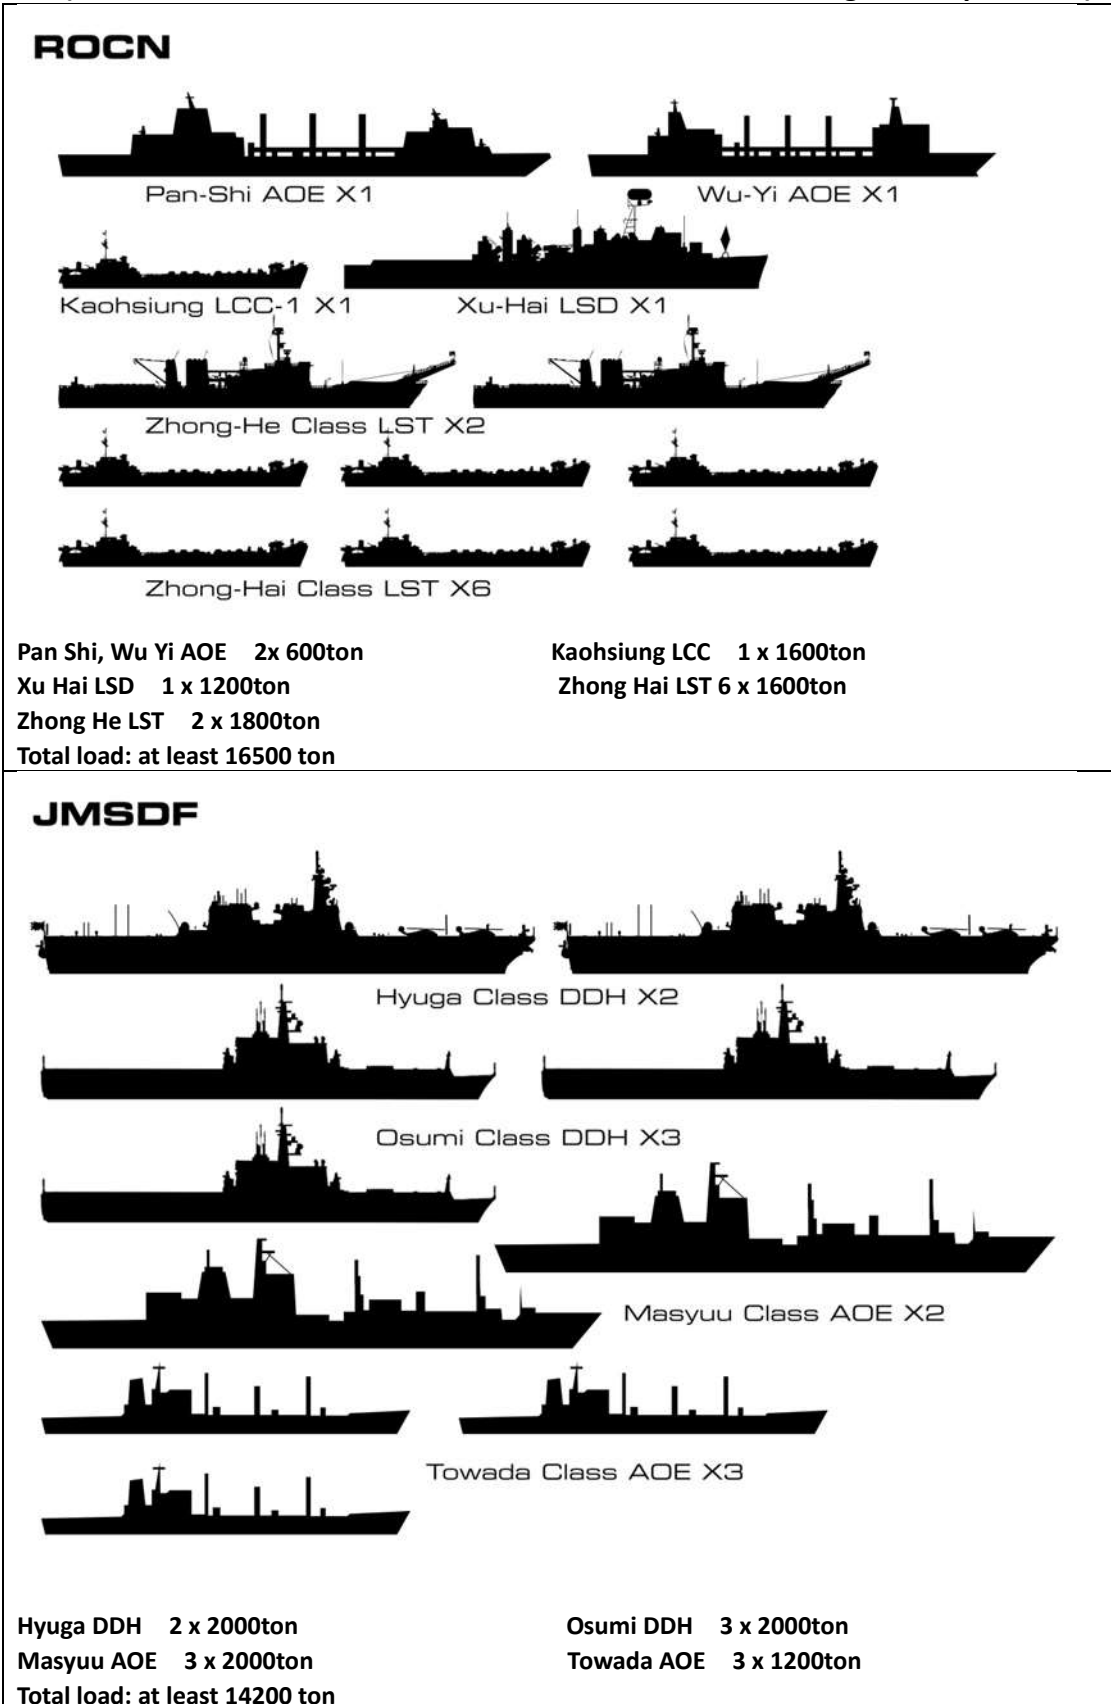 ROCN
Pan-Shi AOE X1
Wu-Yi AOE X1
Kaohsiung LCC-1 X1
Xu-Hai LSD X1
Zhong-He Class LST X2
Zhong-Hai Class LST X6
Pan Shi, Wu Yi AOE 2x 600ton Kaohsiung LCC 1 x 1600ton
Xu Hai LSD 1 x 1200ton Zhong Hai LST 6 x 1600ton
Zhong He LST 2 x 1800ton
Total load: at least 16500 ton
JMSDF
Hyuga Class DDH X2
Osumi Class DDH X3
Masyuu Class AOE X2
Towada Class AOE X3
Hyuga DDH 2 x 2000ton Osumi DDH 3 x 2000ton
Masyuu AOE 3 x 2000ton Towada AOE 3 x 1200ton
Total load: at least 14200 ton